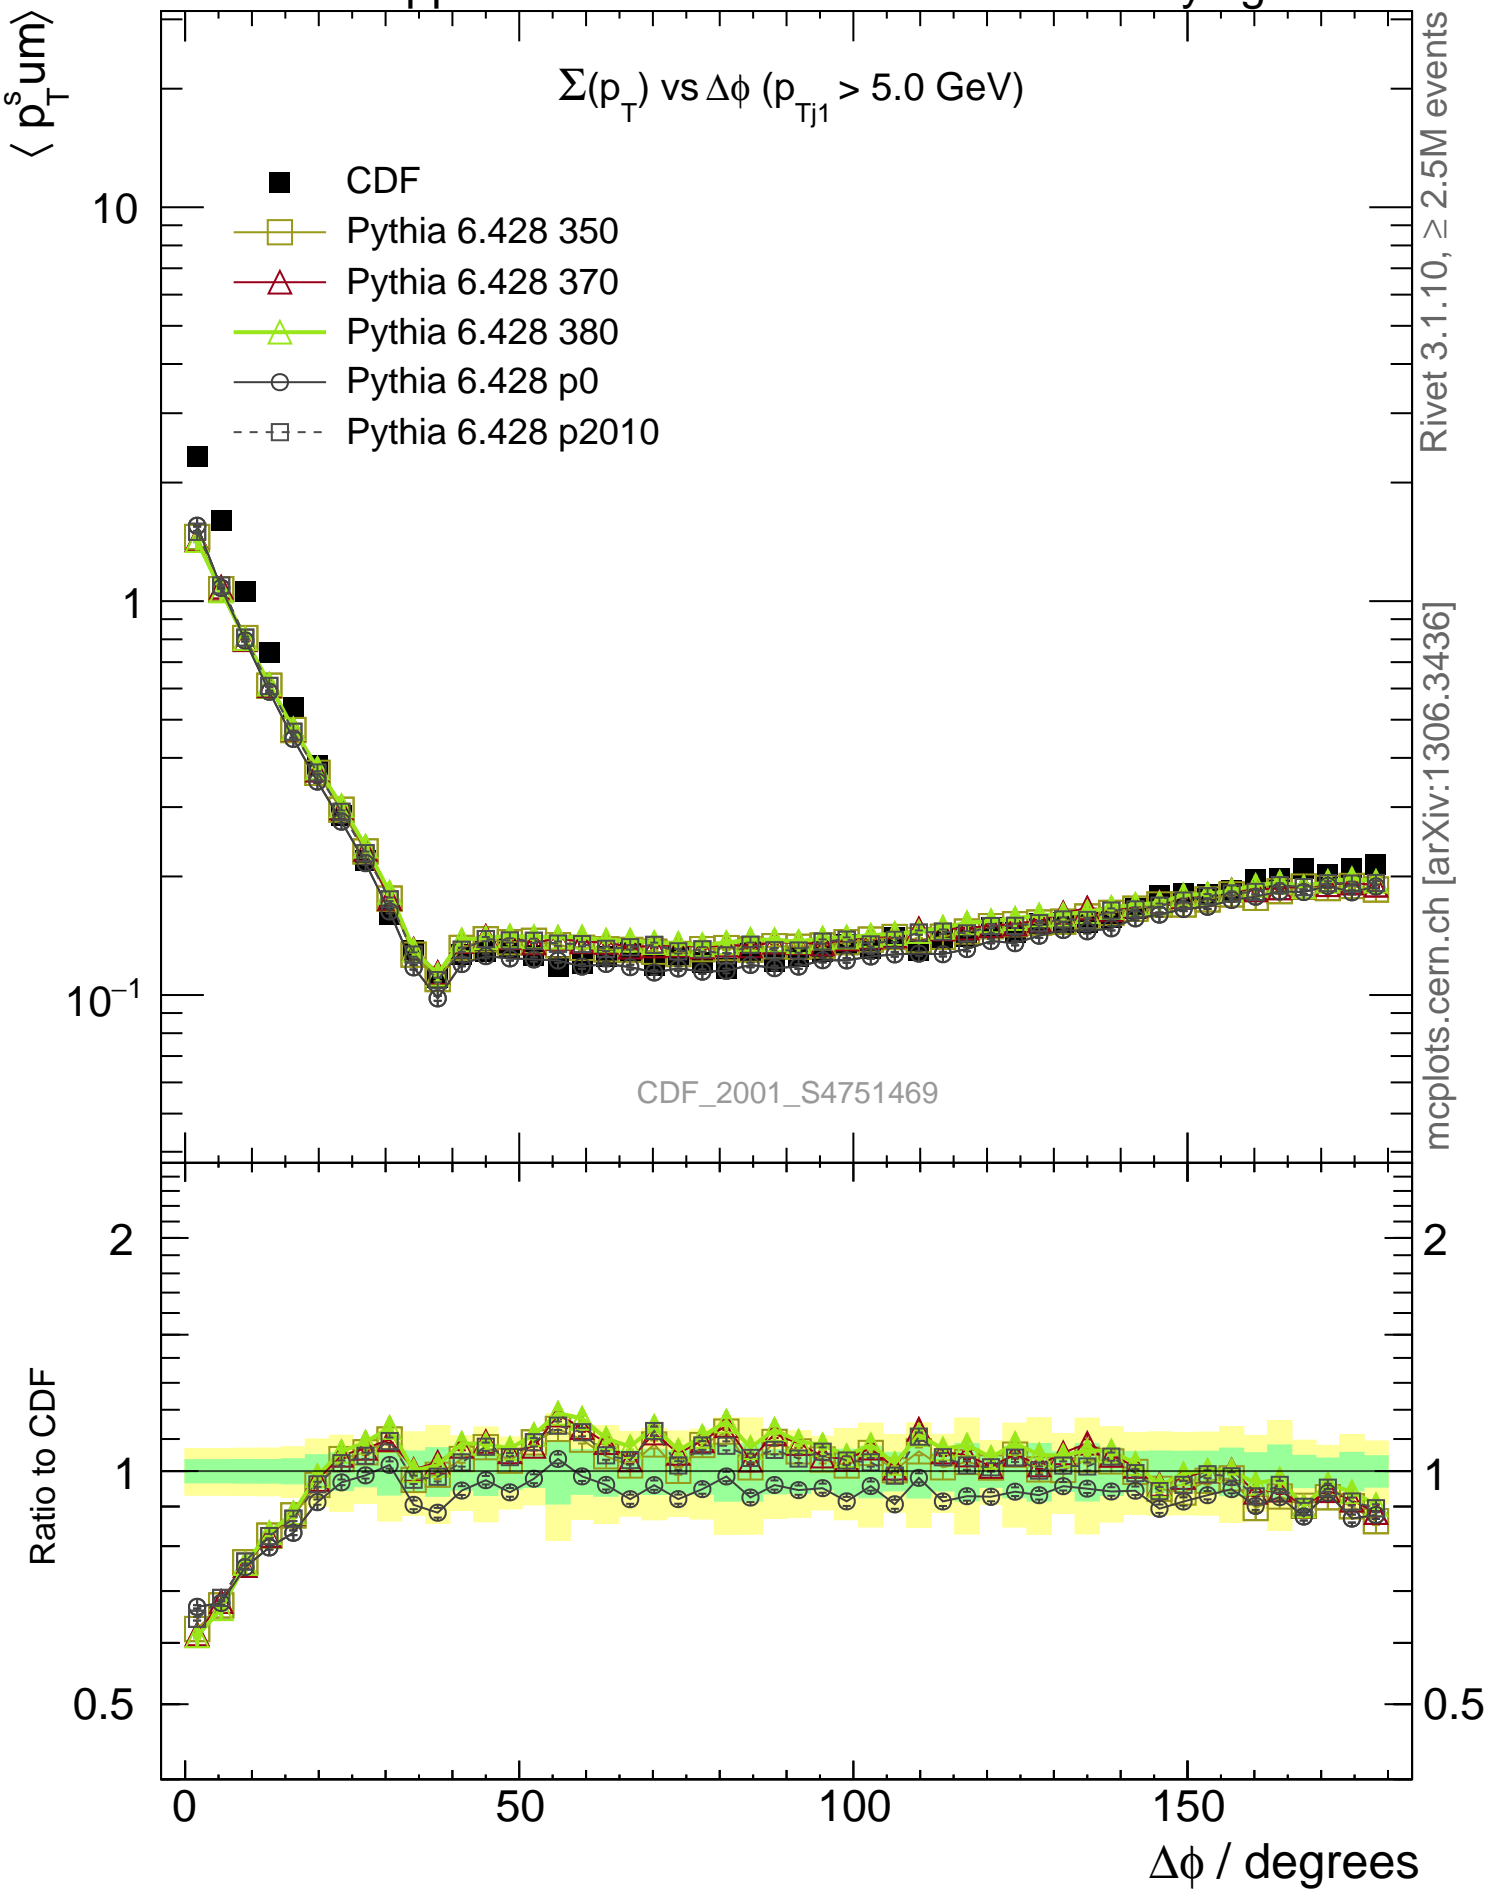 ⟨ p_T^s um⟩
Σ(p_T) vs Δϕ (p_Tj1 > 5.0 GeV)
CDF
Pythia 6.428 350
Pythia 6.428 370
Pythia 6.428 380
Pythia 6.428 p0
Pythia 6.428 p2010
10
1
10⁻¹
CDF_2001_S4751469
Rivet 3.1.10, ≥ 2.5M events
mcplots.cern.ch [arXiv:1306.3436]
Ratio to CDF
2
1
0.5
2
1
0.5
0 50 100 150
Δϕ / degrees